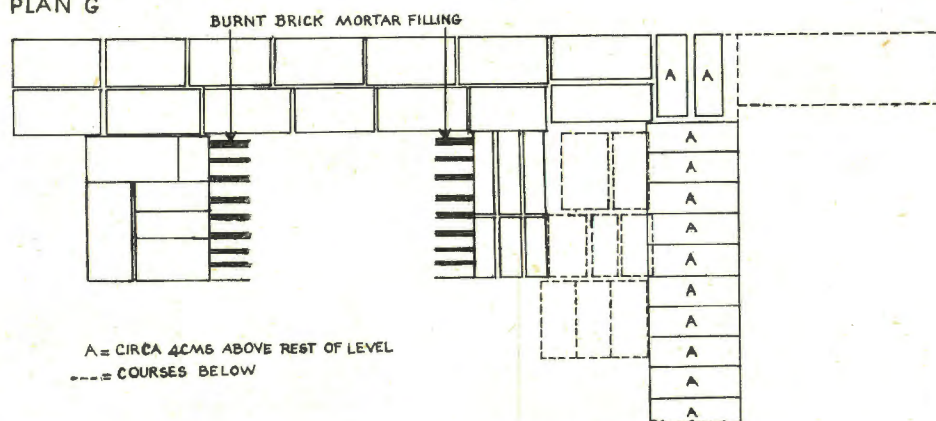 PLAN G
BURNT BRICK MORTAR FILLING
A A
A
A
A
A
A
A
A
A
A
A
A = CIRCA 4CMS ABOVE REST OF LEVEL
---- = COURSES BELOW